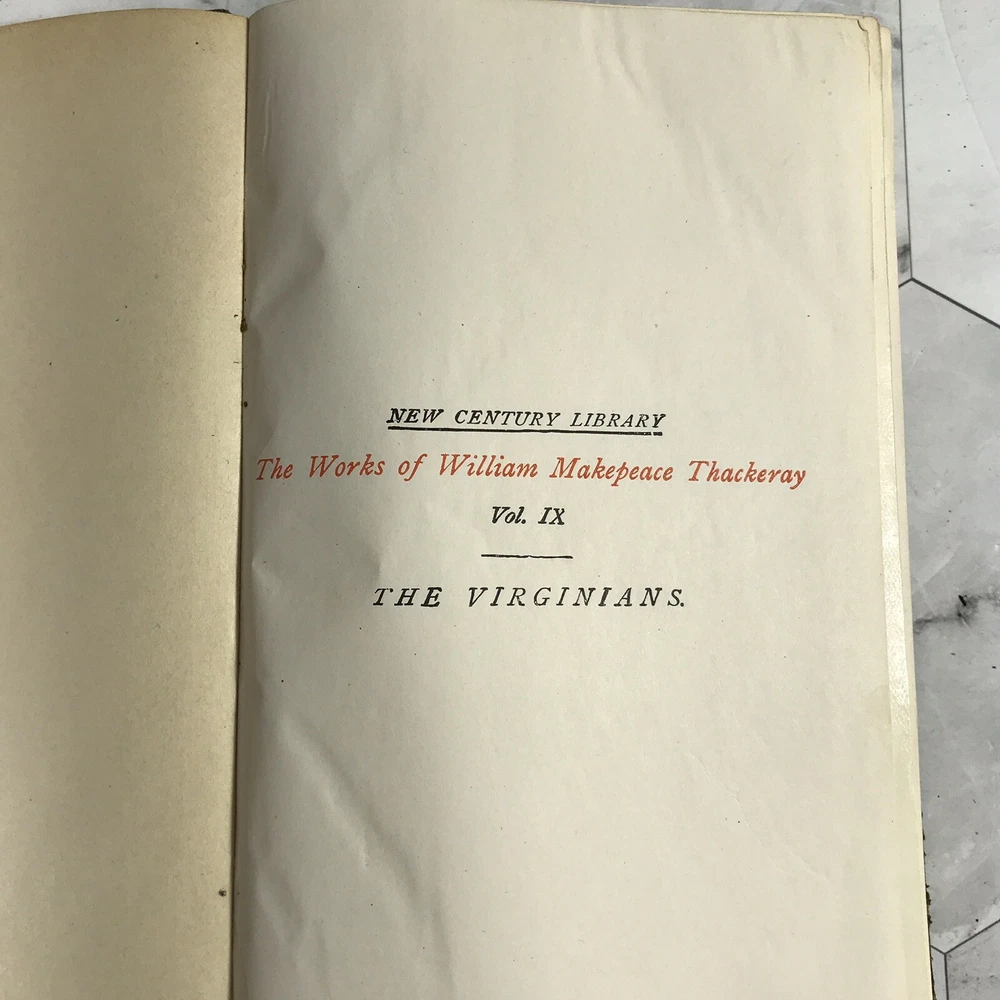 NEW CENTURY LIBRARY
The Works of William Makepeace Thackeray
Vol. IX
THE VIRGINIANS.